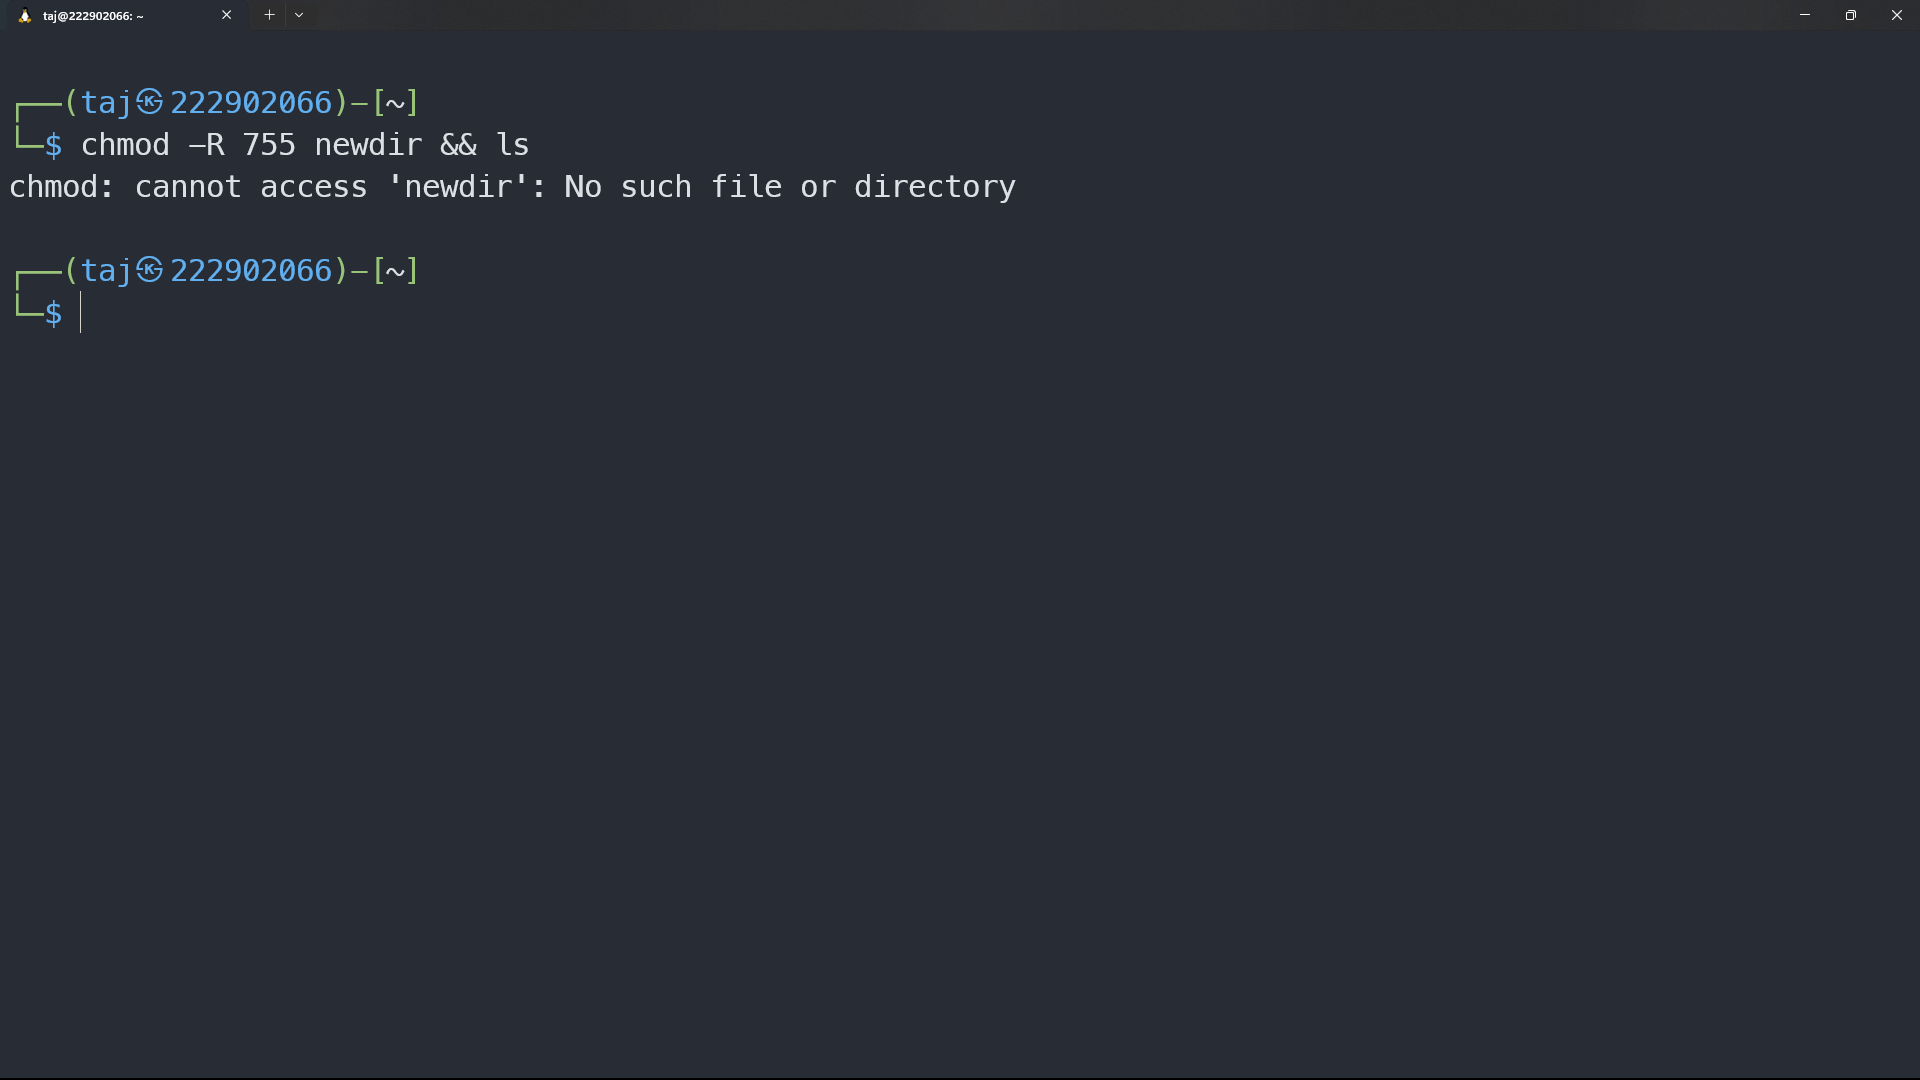 taj@222902066: ~
┌──(taj㉿222902066)-[~]
└─$ chmod -R 755 newdir && ls
chmod: cannot access 'newdir': No such file or directory
┌──(taj㉿222902066)-[~]
└─$